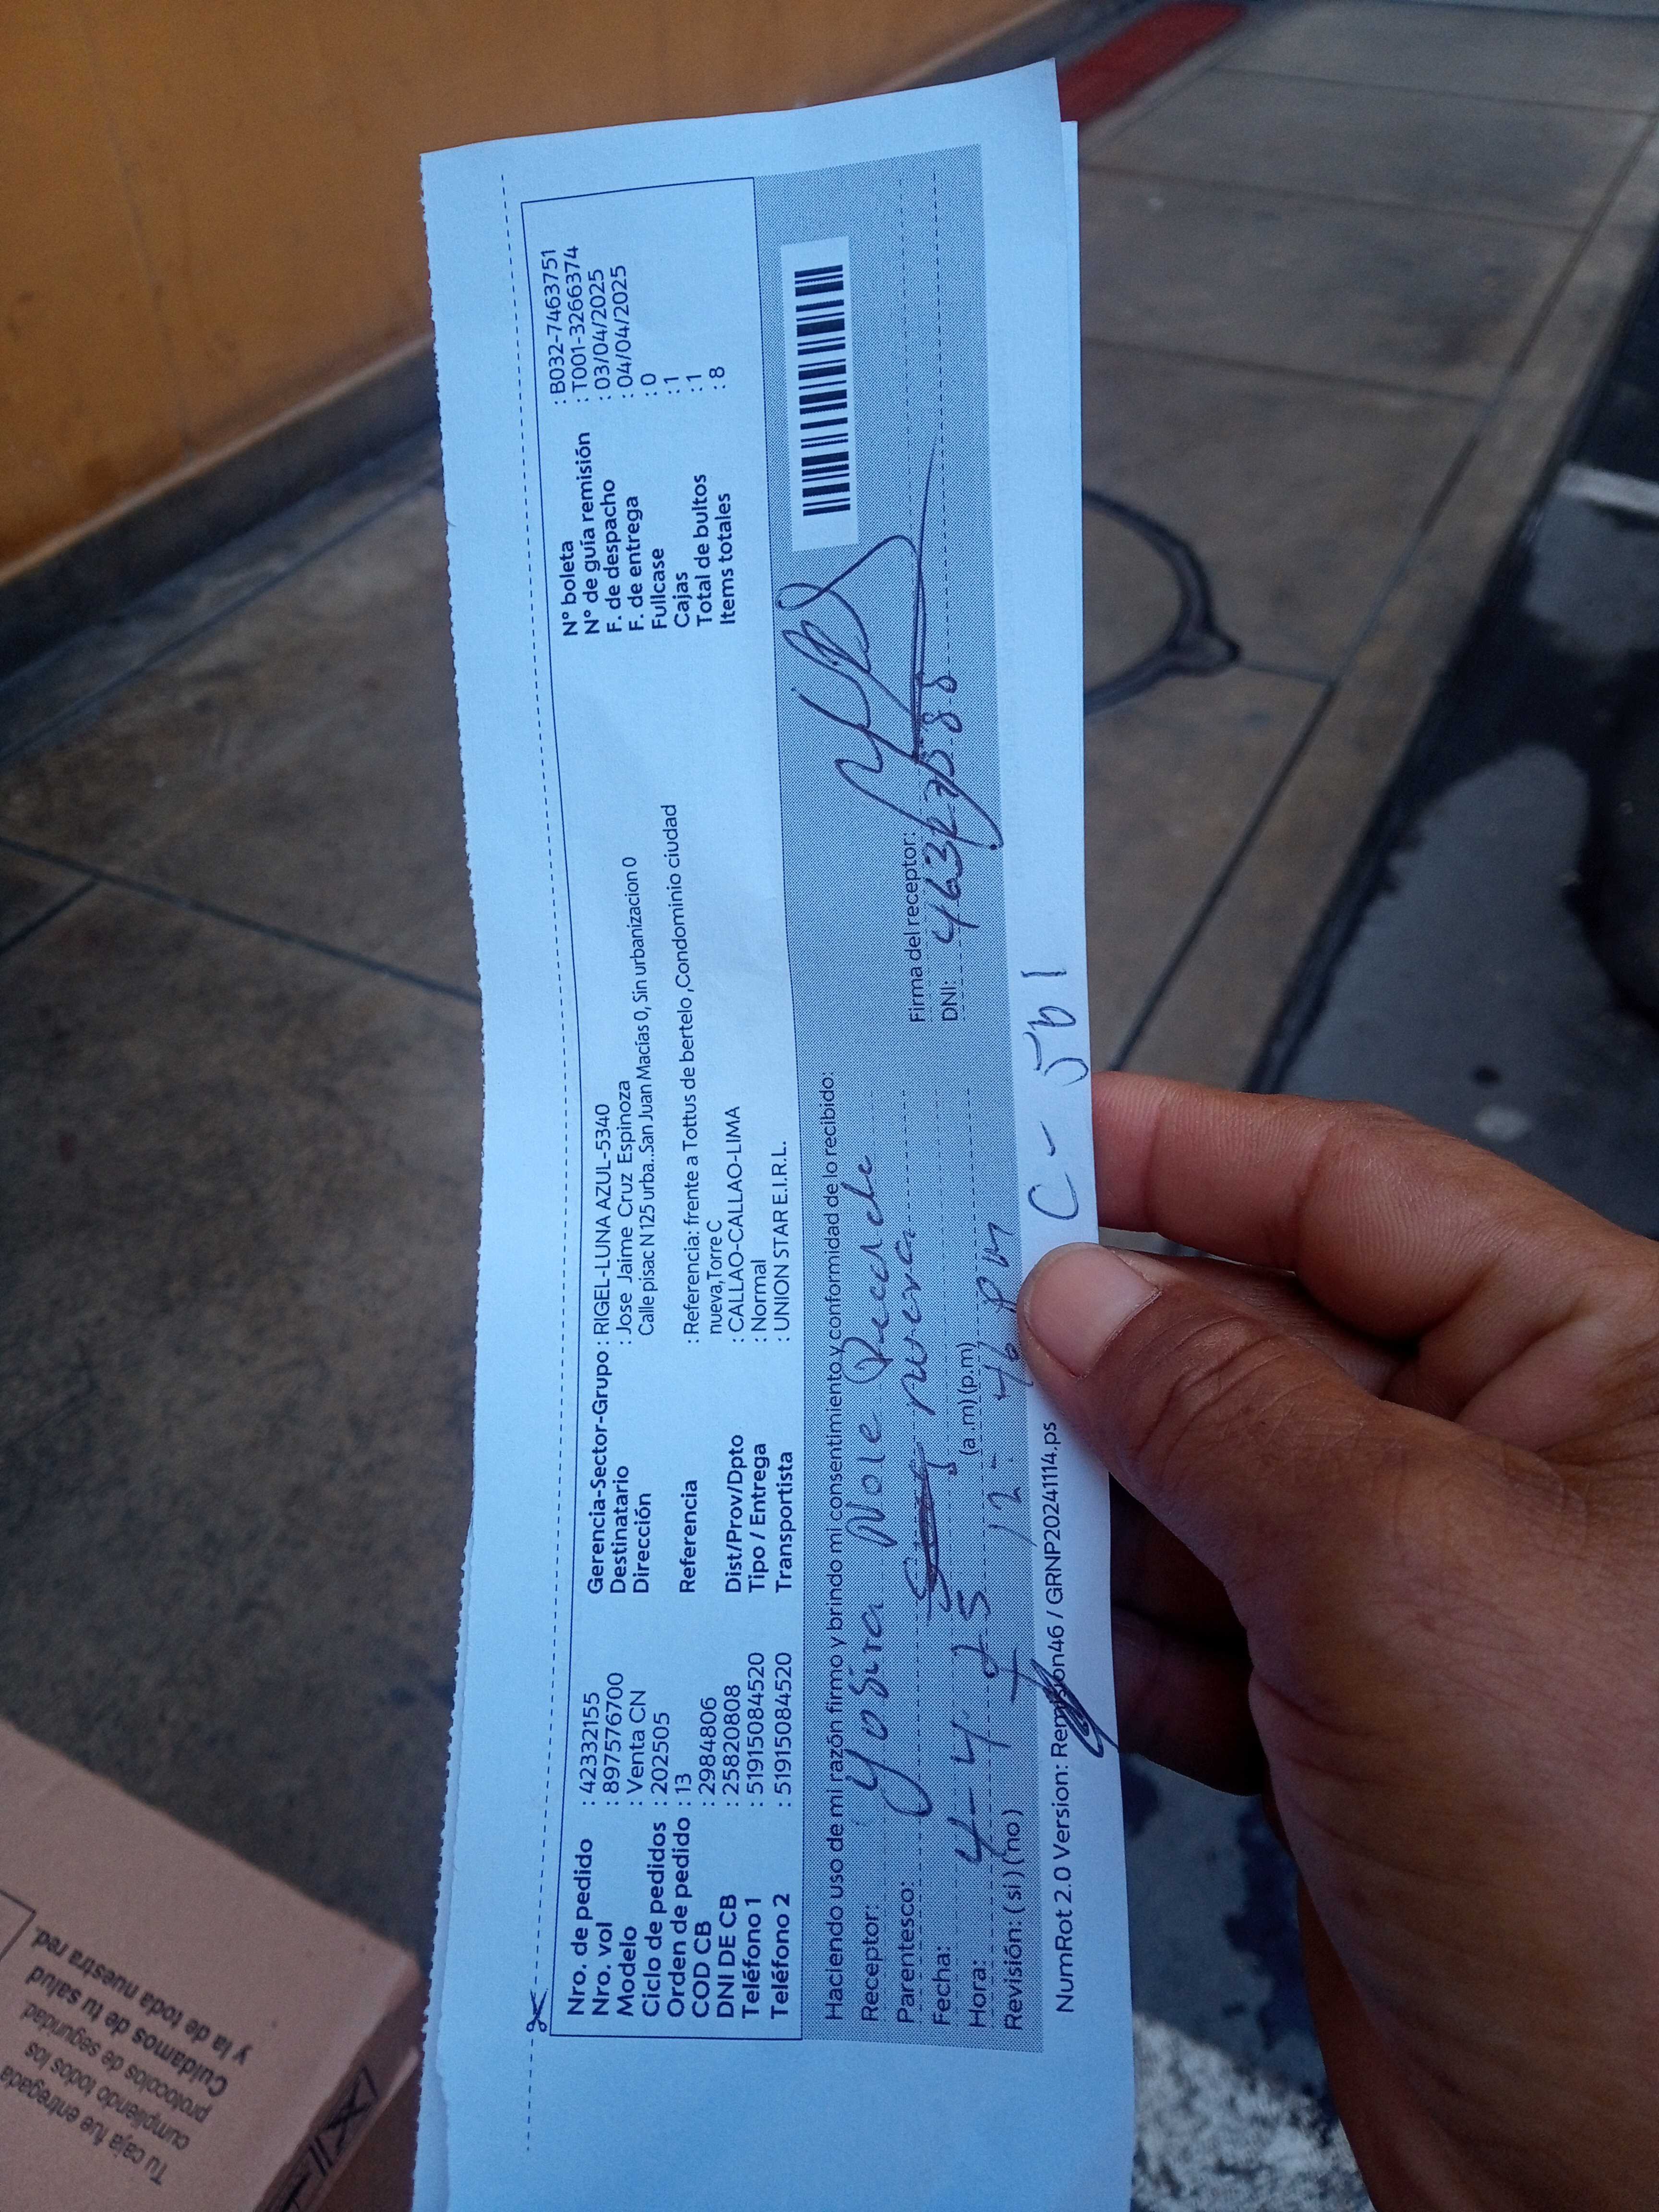 Nro. de pedido : 42332155
Nro. vol : 897576700
Modelo : Venta CN
Ciclo de pedidos : 202505
Orden de pedido : 13
COD CB : 2984806
DNI DE CB : 25820808
Teléfono 1 : 51915084520
Teléfono 2 : 51915084520
Gerencia-Sector-Grupo : RIGEL-LUNA AZUL-5340
Destinatario : Jose Jaime Cruz Espinoza
Dirección Calle pisac N 125 urba..San Juan Macías 0, Sin urbanizacion 0
Referencia : Referencia: frente a Tottus de bertelo ,Condominio ciudad
nueva,Torre C
Dist/Prov/Dpto : CALLAO-CALLAO-LIMA
Tipo / Entrega : Normal
Transportista : UNION STAR E.I.R.L.
N° boleta : B032-7463751
N° de guía remisión : T001-3266374
F. de despacho : 03/04/2025
F. de entrega : 04/04/2025
Fullcase : 0
Cajas : 1
Total de bultos : 1
Items totales : 8
Haciendo uso de mi razón firmo y brindo mi consentimiento y conformidad de lo recibido:
Receptor: Yosira Nole
Parentesco: nuera
Fecha: 4-4-25
Hora: 12-46 PM (a.m) (p.m)
Revisión: ( si ) ( no )
Firma del receptor:
DNI:
C - 501
NumRot 2.0 Version: Remision46 / GRNP20241114.ps
Tu caja fue entregada
cumpliendo todos los
protocolos de seguridad.
Cuidamos de tu salud
y la de toda nuestra red.